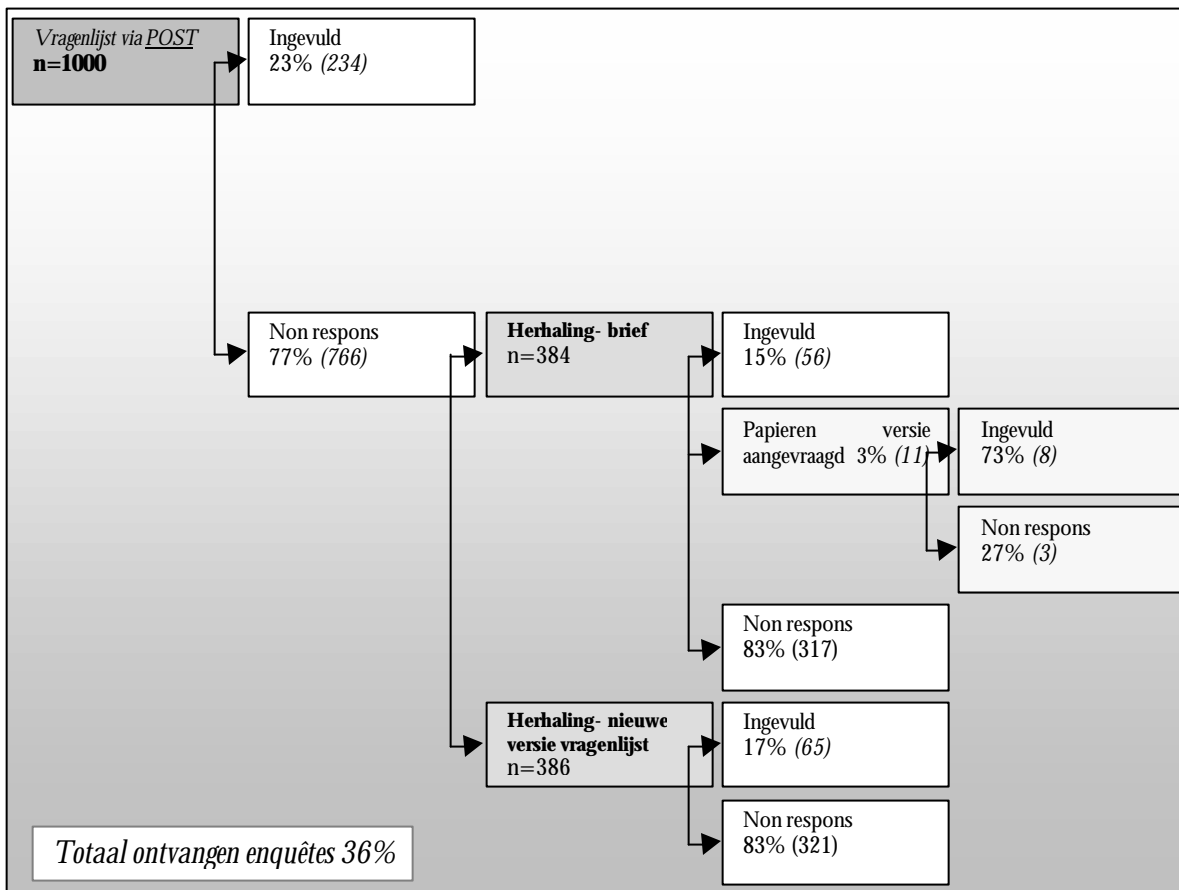 Vragenlijst via POST
n=1000
Ingevuld
23% (234)
Non respons
77% (766)
Herhaling- brief
n=384
Ingevuld
15% (56)
Papieren versie
aangevraagd 3% (11)
Ingevuld
73% (8)
Non respons
27% (3)
Non respons
83% (317)
Herhaling- nieuwe
versie vragenlijst
n=386
Ingevuld
17% (65)
Non respons
83% (321)
Totaal ontvangen enquêtes 36%